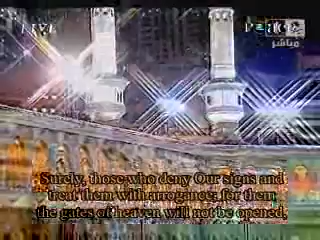 LIVE
مباشر
Surely, those who deny Our signs and
treat them with arrogance: for them
the gates of heaven will not be opened,